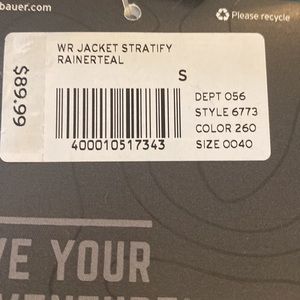 bauer.com
Please recycle
$89.99
WR JACKET STRATIFY
RAINERTEAL
S
DEPT 056
STYLE 6773
COLOR 260
SIZE 0040
400010517343
VE YOUR